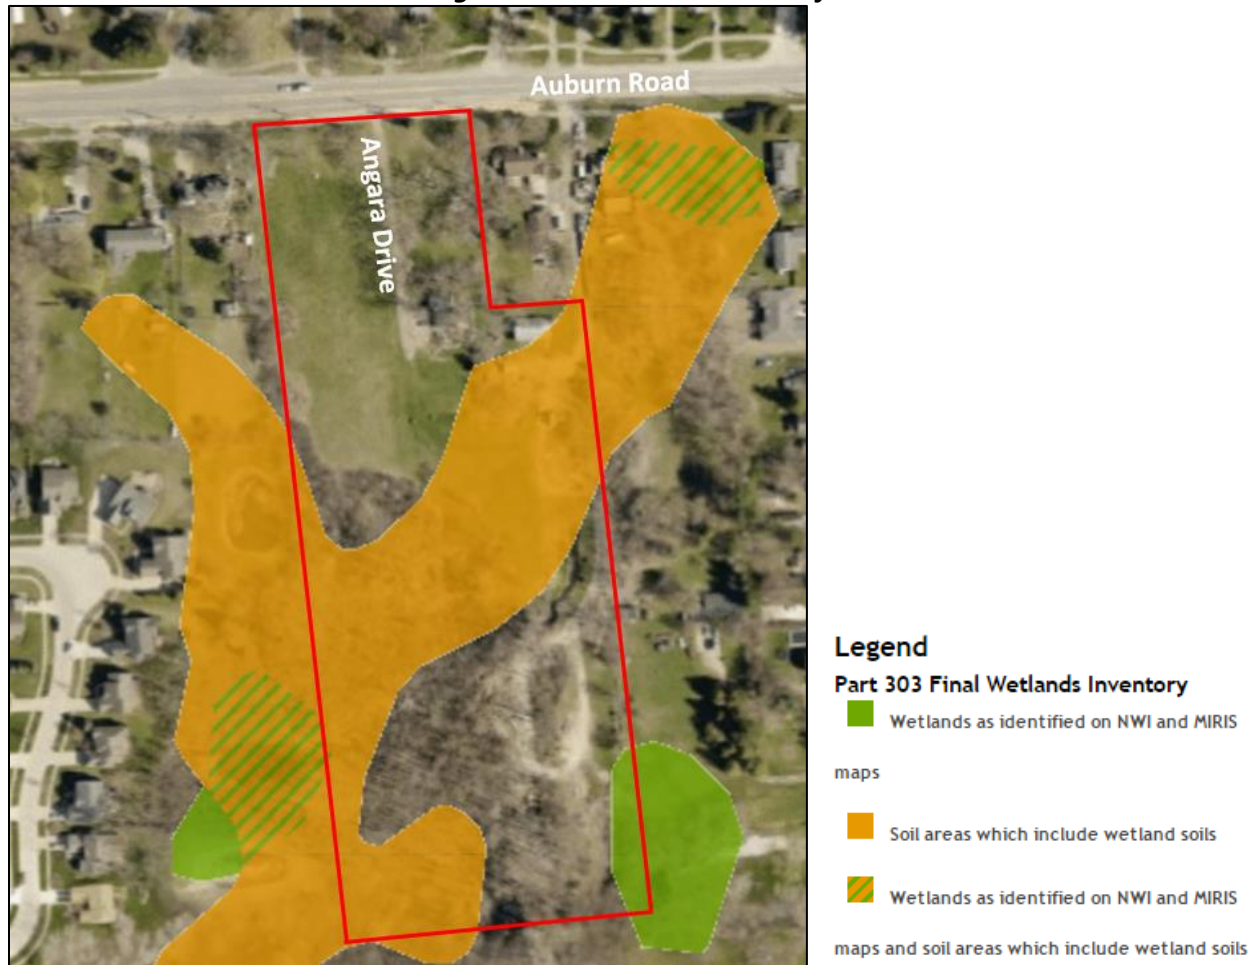 Auburn Road
Angara Drive
Legend
Part 303 Final Wetlands Inventory
Wetlands as identified on NWI and MIRIS
maps
Soil areas which include wetland soils
Wetlands as identified on NWI and MIRIS
maps and soil areas which include wetland soils